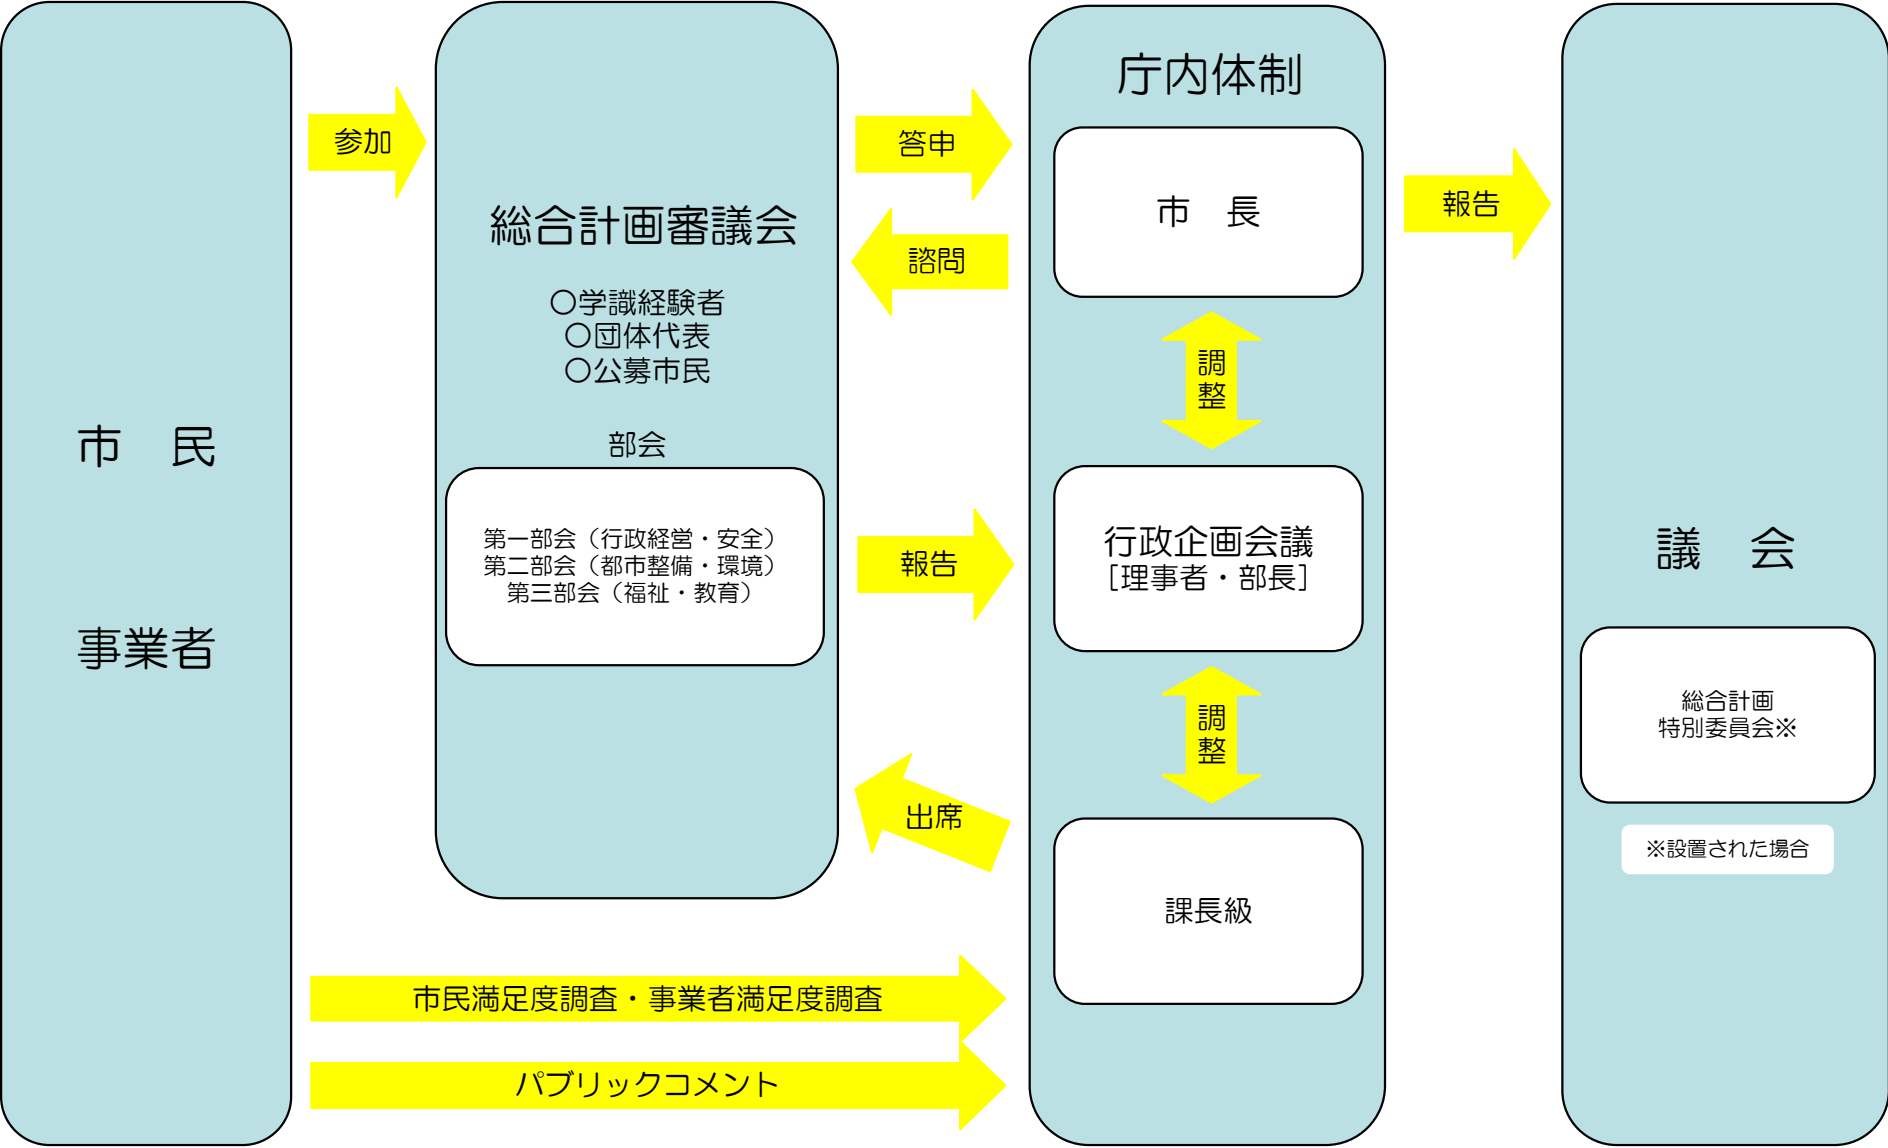 市　民
事業者
参加
総合計画審議会
○学識経験者
○団体代表
○公募市民
部会
第一部会（行政経営・安全）
第二部会（都市整備・環境）
第三部会（福祉・教育）
答申
諮問
報告
出席
市民満足度調査・事業者満足度調査
パブリックコメント
庁内体制
市　長
調
整
行政企画会議
［理事者・部長］
調
整
課長級
報告
議　会
総合計画
特別委員会※
※設置された場合